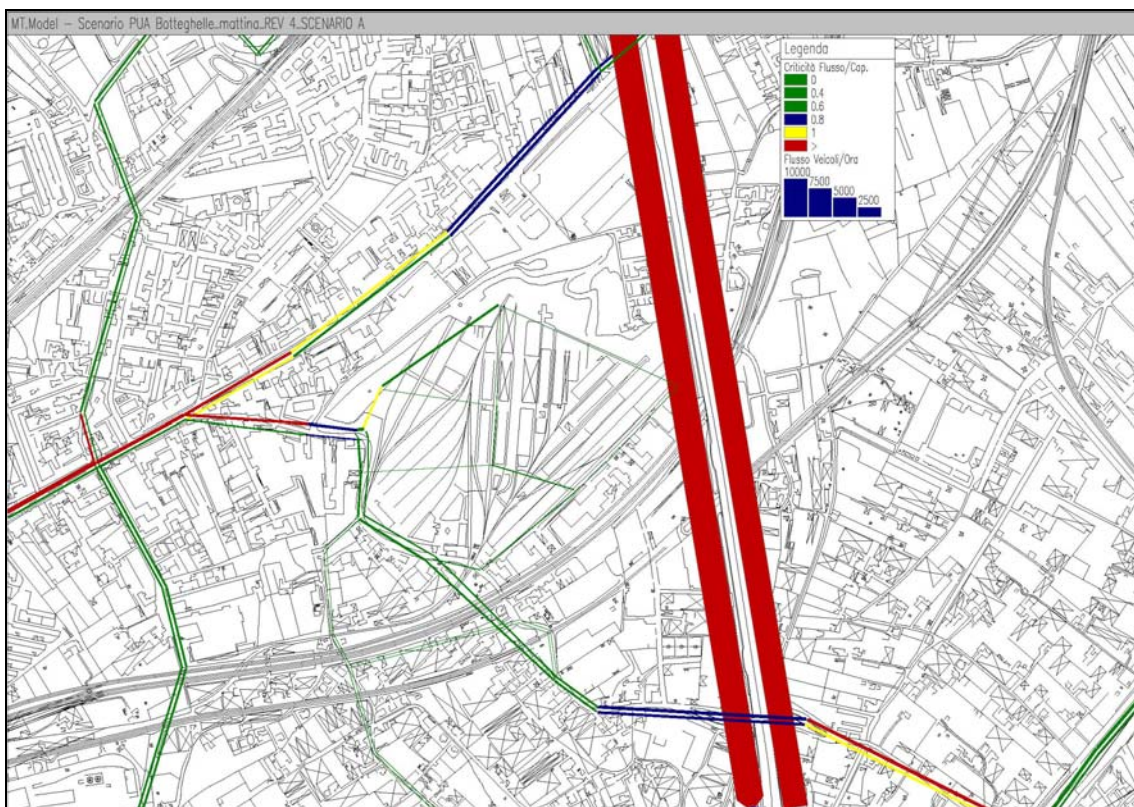 MT.Model - Scenario PUA Botteghelle_mattina_REV 4_SCENARIO A
Legenda
Criticità Flusso/Cap.
0
0.4
0.6
0.8
1
>
Flusso Veicoli/Ora
10000
7500
5000
2500